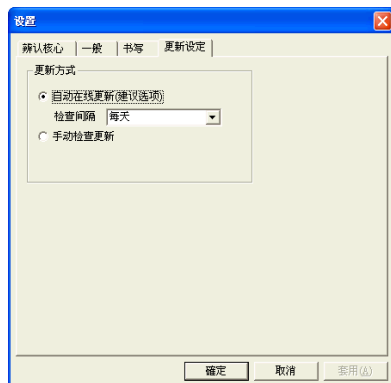 设置
辨认核心 一般 书写 更新设定
更新方式
自动在线更新(建议选项)
检查间隔 每天
手动检查更新
确定 取消 套用(A)